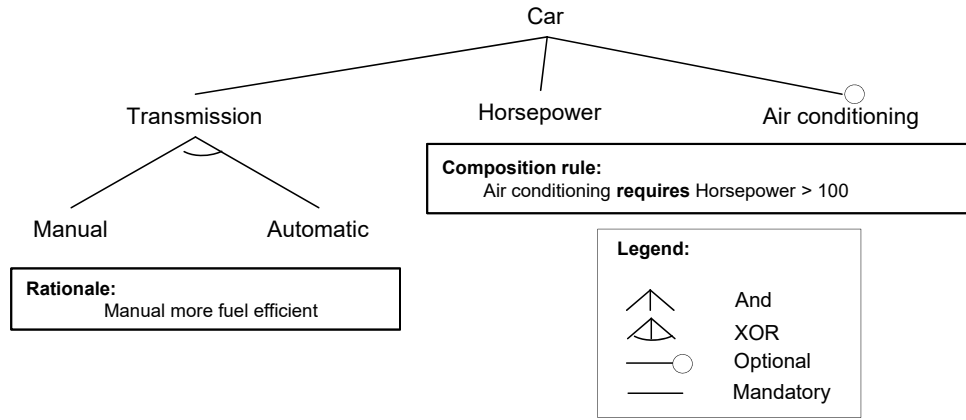 Car
Transmission
Horsepower
Air conditioning
Composition rule:
Air conditioning requires Horsepower > 100
Manual
Automatic
Rationale:
Manual more fuel efficient
Legend:
And
XOR
Optional
Mandatory